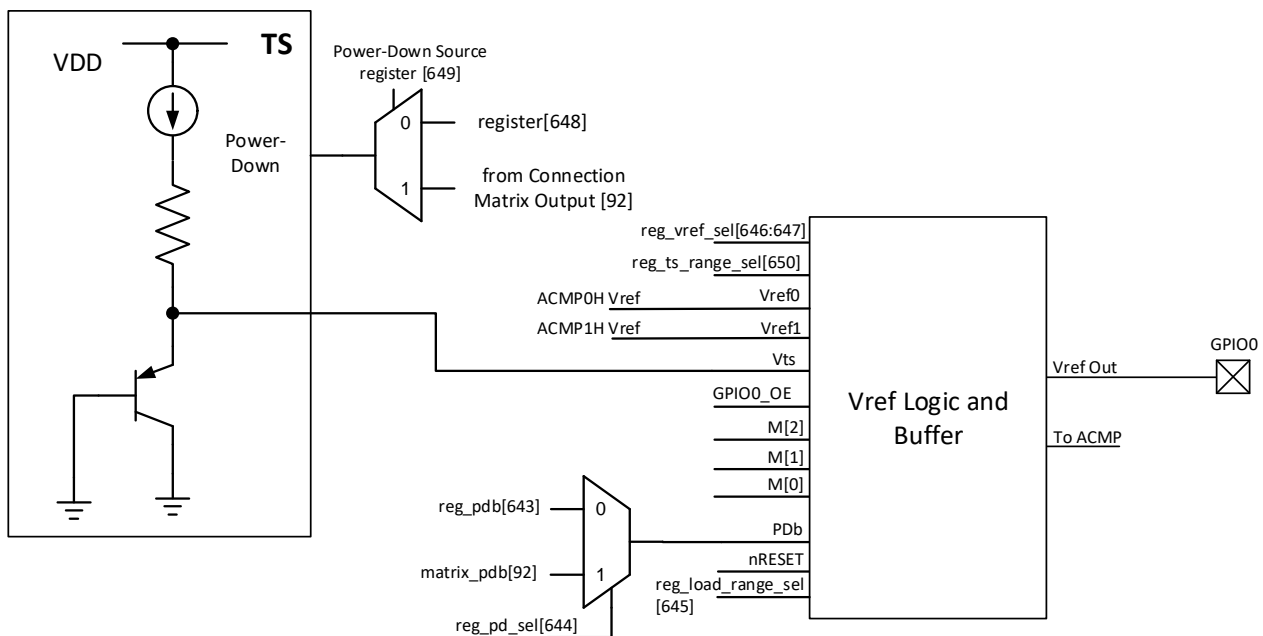 TS
VDD
Power-
Down
Power-Down Source
register [649]
0
register[648]
1
from Connection
Matrix Output [92]
reg_vref_sel[646:647]
reg_ts_range_sel[650]
ACMP0H Vref
Vref0
ACMP1H Vref
Vref1
Vts
GPIO0_OE
M[2]
M[1]
M[0]
PDb
nRESET
reg_load_range_sel
[645]
Vref Logic and
Buffer
Vref Out
GPIO0
To ACMP
reg_pdb[643]
0
matrix_pdb[92]
1
reg_pd_sel[644]